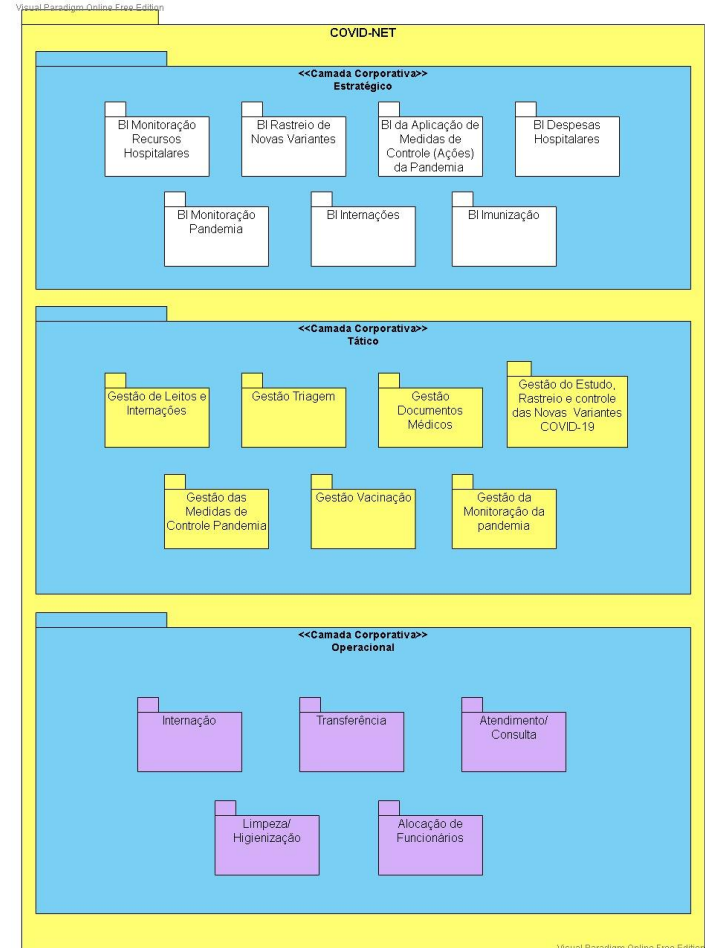 Visual Paradigm Online Free Edition
COVID-NET
<<Camada Corporativa>>
Estratégico
BI Monitoração
Recursos
Hospitalares
BI Rastreio de
Novas Variantes
BI da Aplicação de
Medidas de
Controle (Ações)
da Pandemia
BI Despesas
Hospitalares
BI Monitoração
Pandemia
BI Internações
BI Imunização
<<Camada Corporativa>>
Tático
Gestão de Leitos e
Internações
Gestão Triagem
Gestão
Documentos
Médicos
Gestão do Estudo,
Rastreio e controle
das Novas Variantes
COVID-19
Gestão das
Medidas de
Controle Pandemia
Gestão Vacinação
Gestão da
Monitoração da
pandemia
<<Camada Corporativa>>
Operacional
Internação
Transferência
Atendimento/
Consulta
Limpeza/
Higienização
Alocação de
Funcionários
Visual Paradigm Online Free Edition